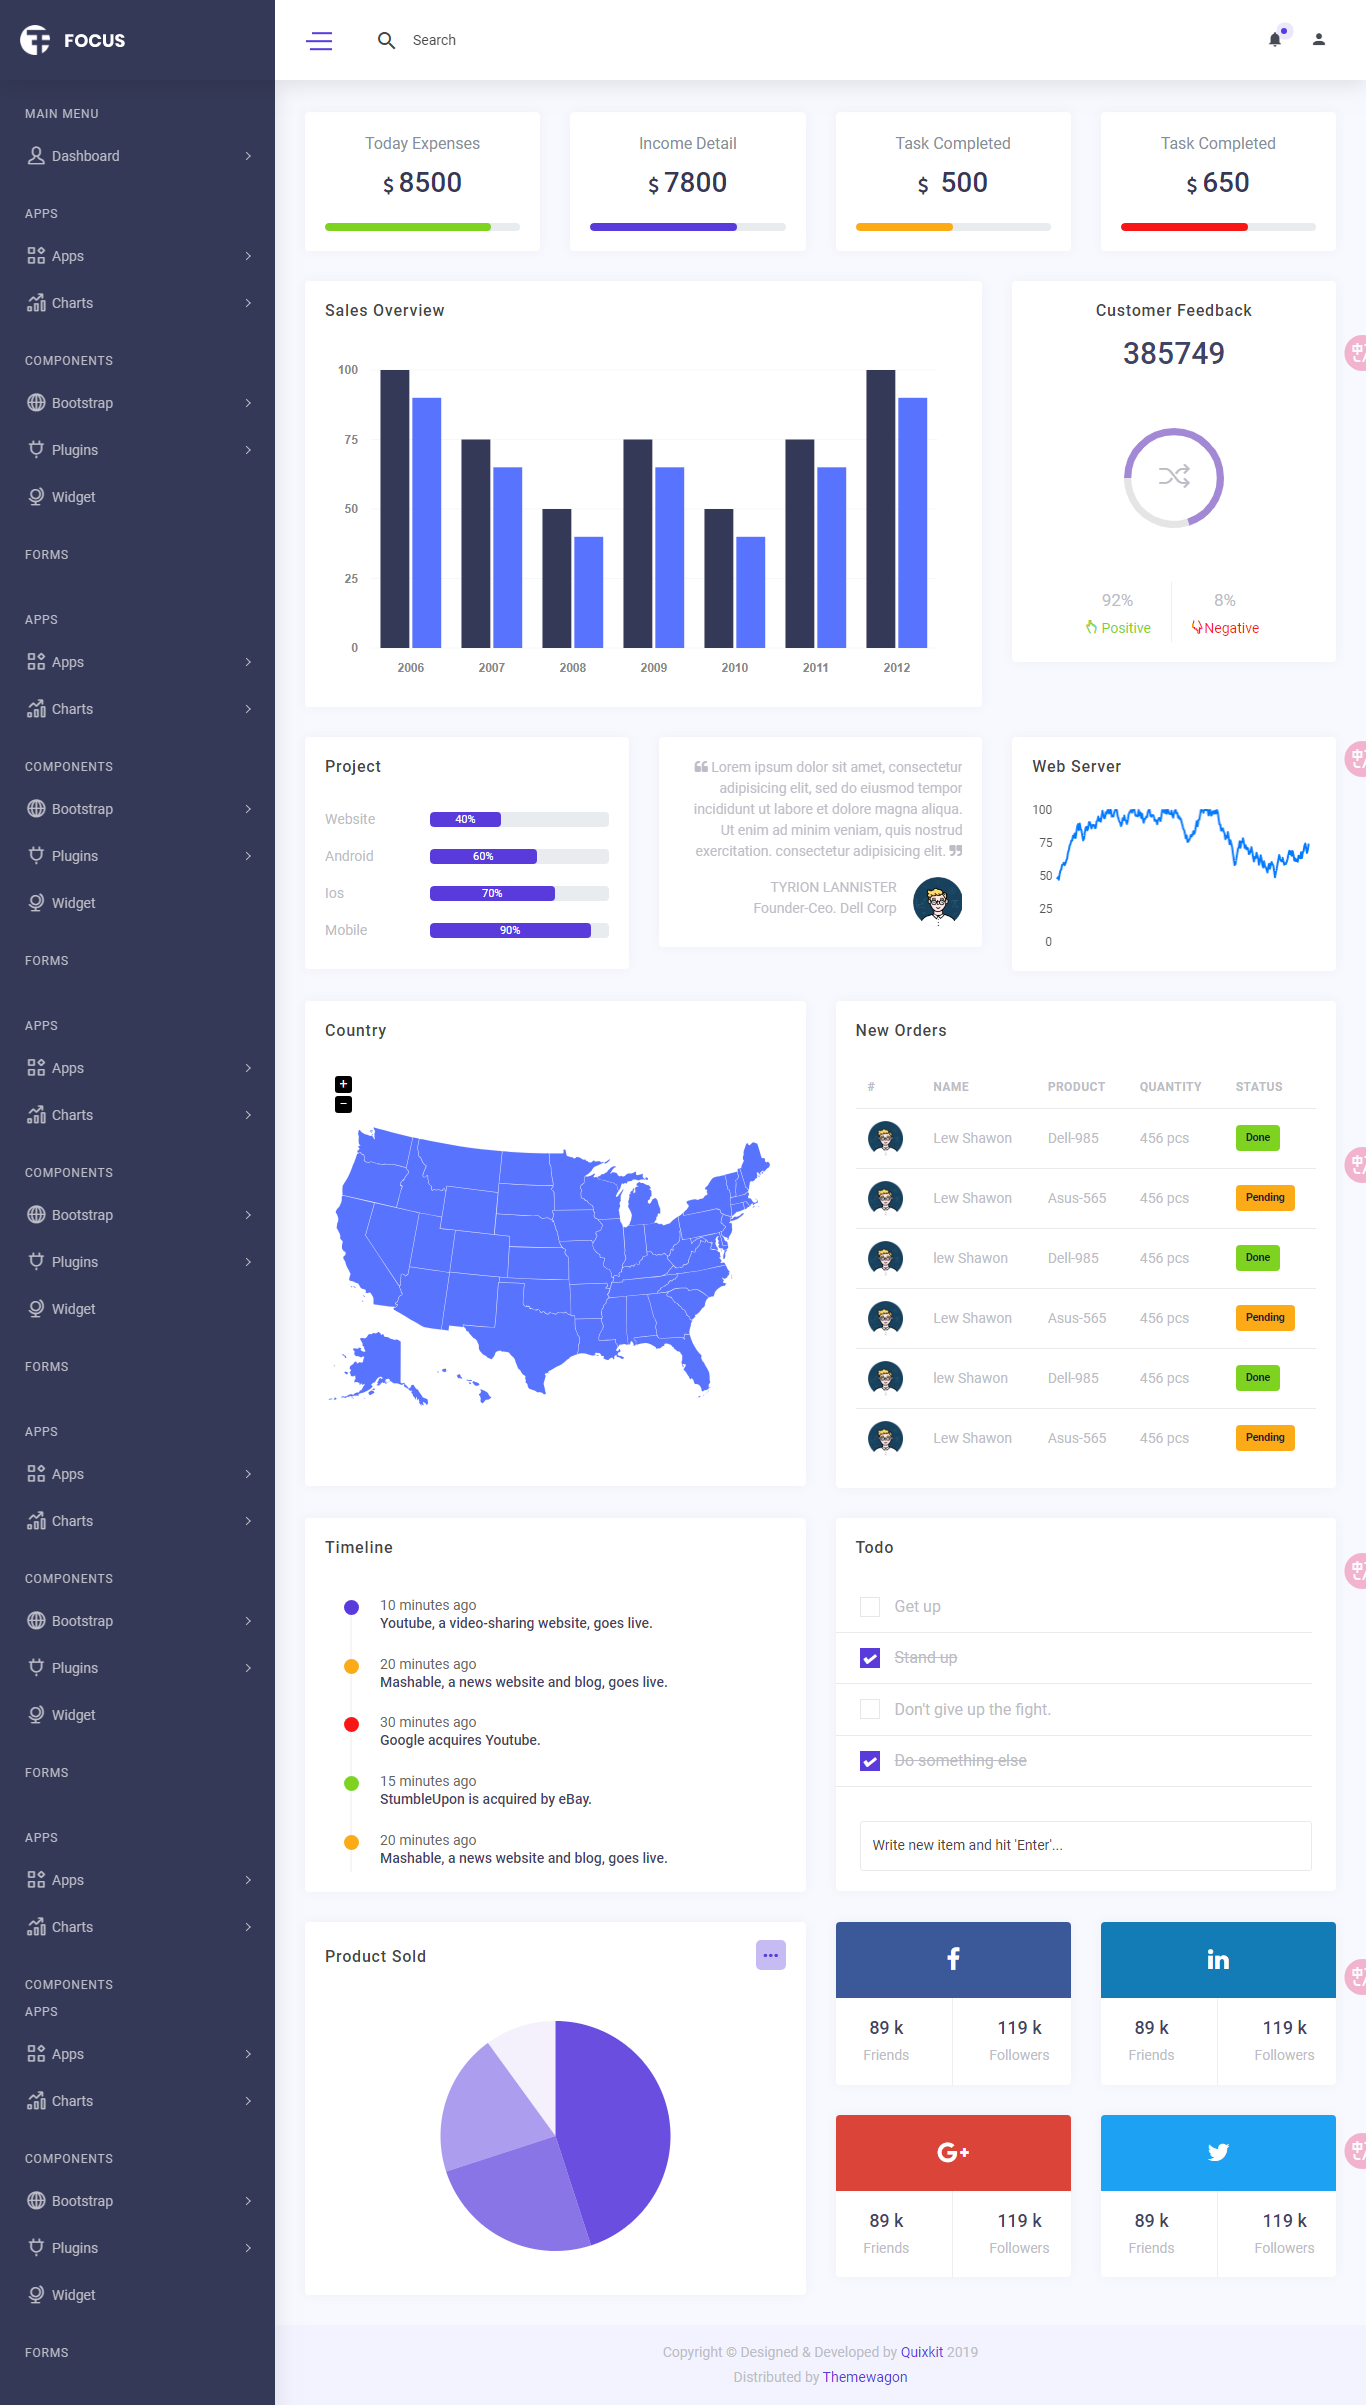 FOCUS
Search
MAIN MENU
Dashboard
APPS
Apps
Charts
COMPONENTS
Bootstrap
Plugins
Widget
FORMS
APPS
Apps
Charts
COMPONENTS
Bootstrap
Plugins
Widget
FORMS
APPS
Apps
Charts
COMPONENTS
Bootstrap
Plugins
Widget
FORMS
APPS
Apps
Charts
COMPONENTS
Bootstrap
Plugins
Widget
FORMS
APPS
Apps
Charts
COMPONENTS
APPS
Apps
Charts
COMPONENTS
Bootstrap
Plugins
Widget
FORMS
Today Expenses
$ 8500
Income Detail
$ 7800
Task Completed
$ 500
Task Completed
$ 650
Sales Overview
100
75
50
25
0
2006 2007 2008 2009 2010 2011 2012
Customer Feedback
385749
92%
Positive
8%
Negative
Project
Website 40%
Android 60%
Ios 70%
Mobile 90%
Lorem ipsum dolor sit amet, consectetur
adipisicing elit, sed do eiusmod tempor
incididunt ut labore et dolore magna aliqua.
Ut enim ad minim veniam, quis nostrud
exercitation. consectetur adipisicing elit.
TYRION LANNISTER
Founder-Ceo. Dell Corp
Web Server
100
75
50
25
0
Country
+
−
New Orders
# NAME PRODUCT QUANTITY STATUS
Lew Shawon Dell-985 456 pcs Done
Lew Shawon Asus-565 456 pcs Pending
lew Shawon Dell-985 456 pcs Done
Lew Shawon Asus-565 456 pcs Pending
lew Shawon Dell-985 456 pcs Done
Lew Shawon Asus-565 456 pcs Pending
Timeline
10 minutes ago
Youtube, a video-sharing website, goes live.
20 minutes ago
Mashable, a news website and blog, goes live.
30 minutes ago
Google acquires Youtube.
15 minutes ago
StumbleUpon is acquired by eBay.
20 minutes ago
Mashable, a news website and blog, goes live.
Todo
Get up
Stand up
Don't give up the fight.
Do something else
Write new item and hit 'Enter'...
Product Sold
f
89 k
Friends
119 k
Followers
in
89 k
Friends
119 k
Followers
G+
89 k
Friends
119 k
Followers
89 k
Friends
119 k
Followers
Copyright © Designed & Developed by Quixkit 2019
Distributed by Themewagon